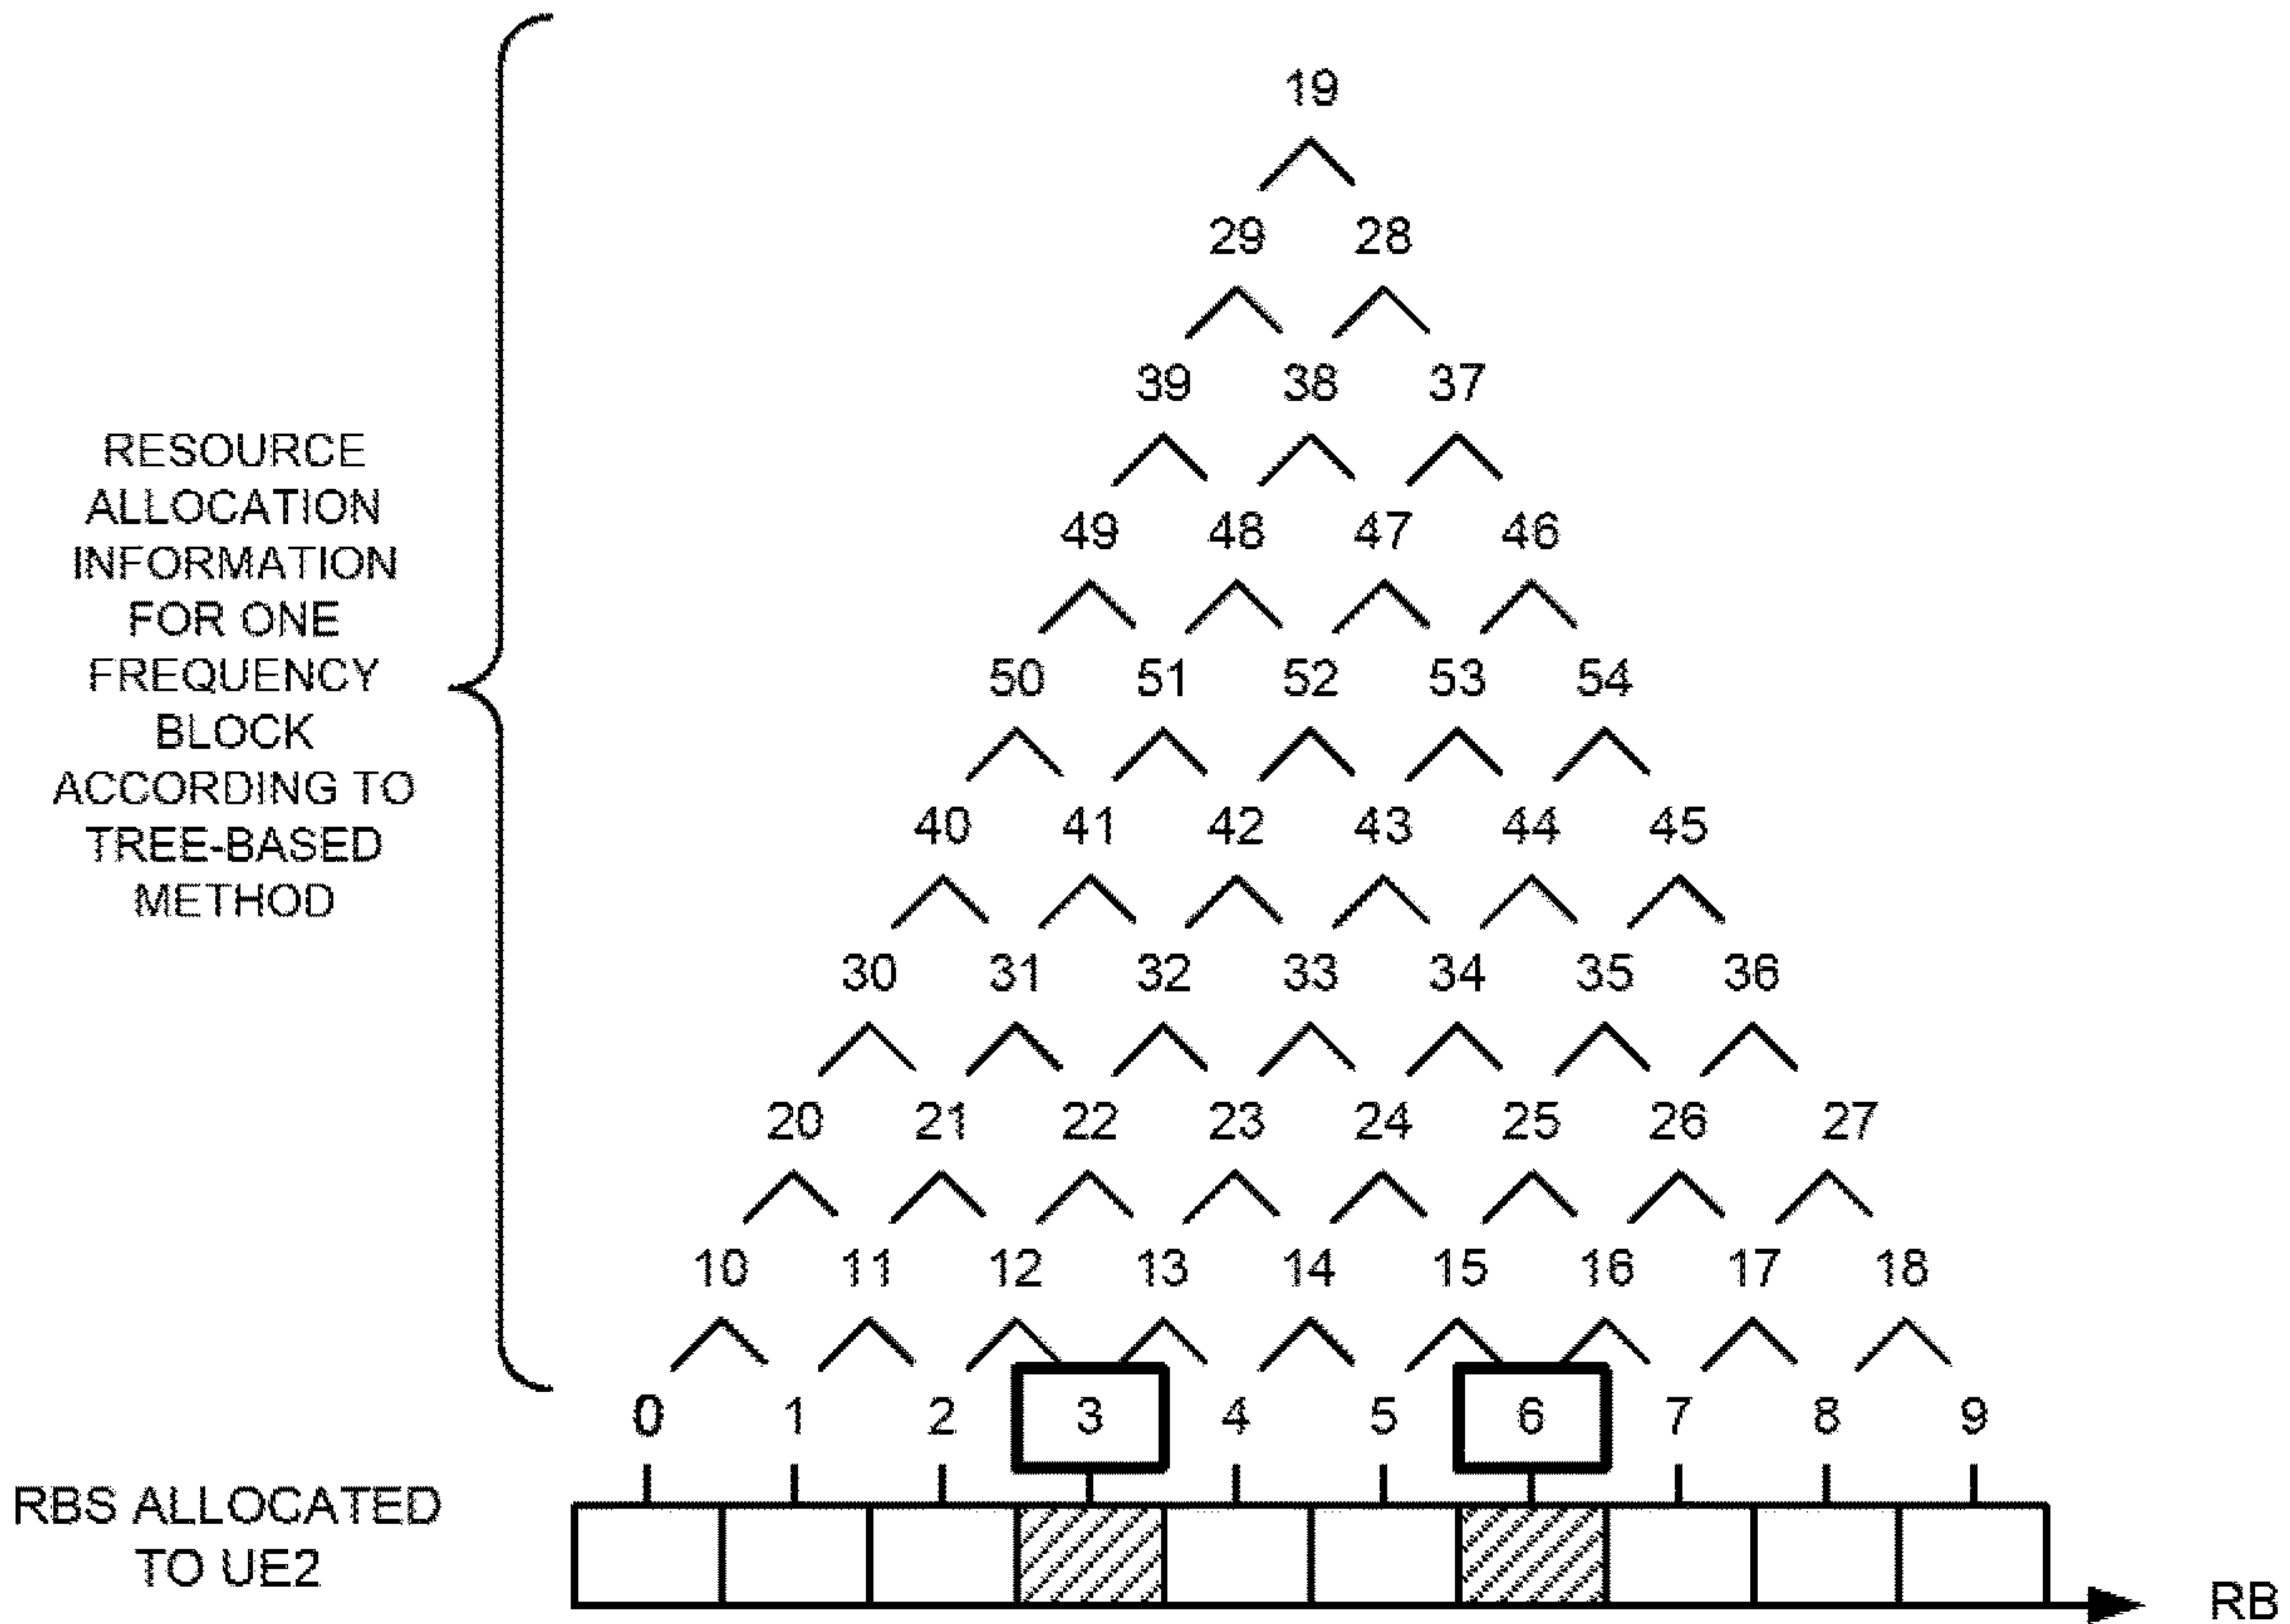 19
29 28
39 38 37
49 48 47 46
50 51 52 53 54
40 41 42 43 44 45
30 31 32 33 34 35 36
20 21 22 23 24 25 26 27
10 11 12 13 14 15 16 17 18
0 1 2 3 4 5 6 7 8 9
RESOURCE
ALLOCATION
INFORMATION
FOR ONE
FREQUENCY
BLOCK
ACCORDING TO
TREE-BASED
METHOD
RBS ALLOCATED
TO UE2
RB